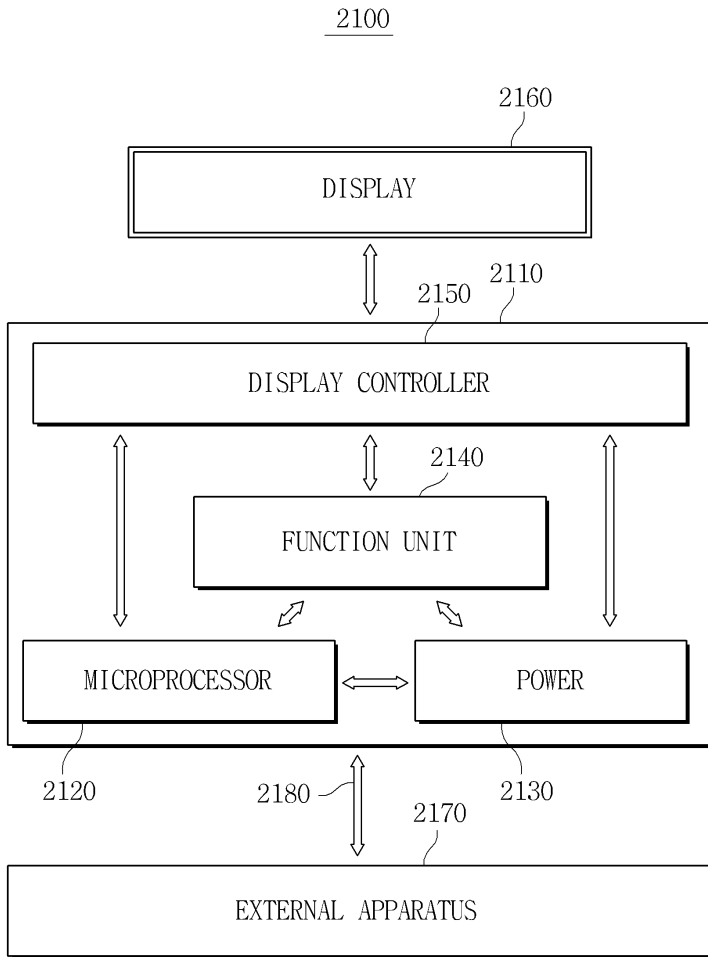 2100
2160
DISPLAY
2110
2150
DISPLAY CONTROLLER
2140
FUNCTION UNIT
MICROPROCESSOR
POWER
2120
2180
2130
2170
EXTERNAL APPARATUS